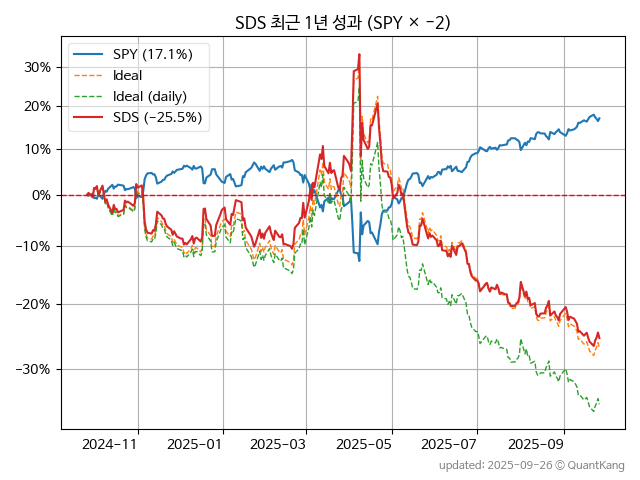 SDS 최근 1년 성과 (SPY × −2)
SPY (17.1%)
Ideal
Ideal (daily)
SDS (−25.5%)
30%
20%
10%
0%
−10%
−20%
−30%
2024-11 2025-01 2025-03 2025-05 2025-07 2025-09
updated: 2025-09-26 © QuantKang